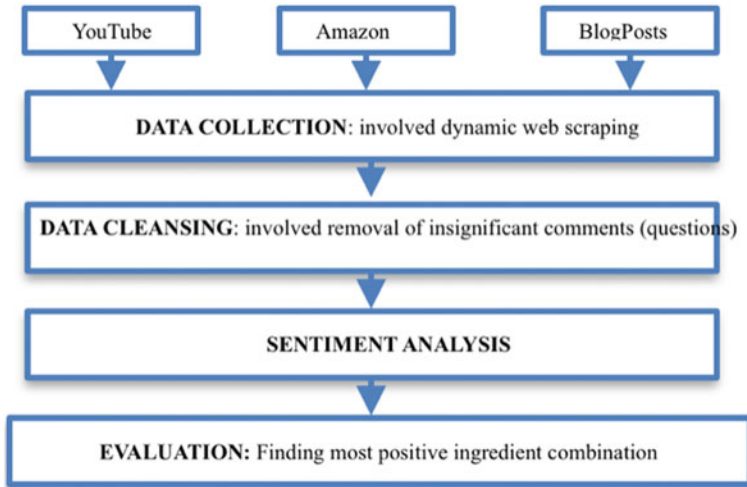 YouTube
Amazon
BlogPosts
DATA COLLECTION: involved dynamic web scraping
DATA CLEANSING: involved removal of insignificant comments (questions)
SENTIMENT ANALYSIS
EVALUATION: Finding most positive ingredient combination